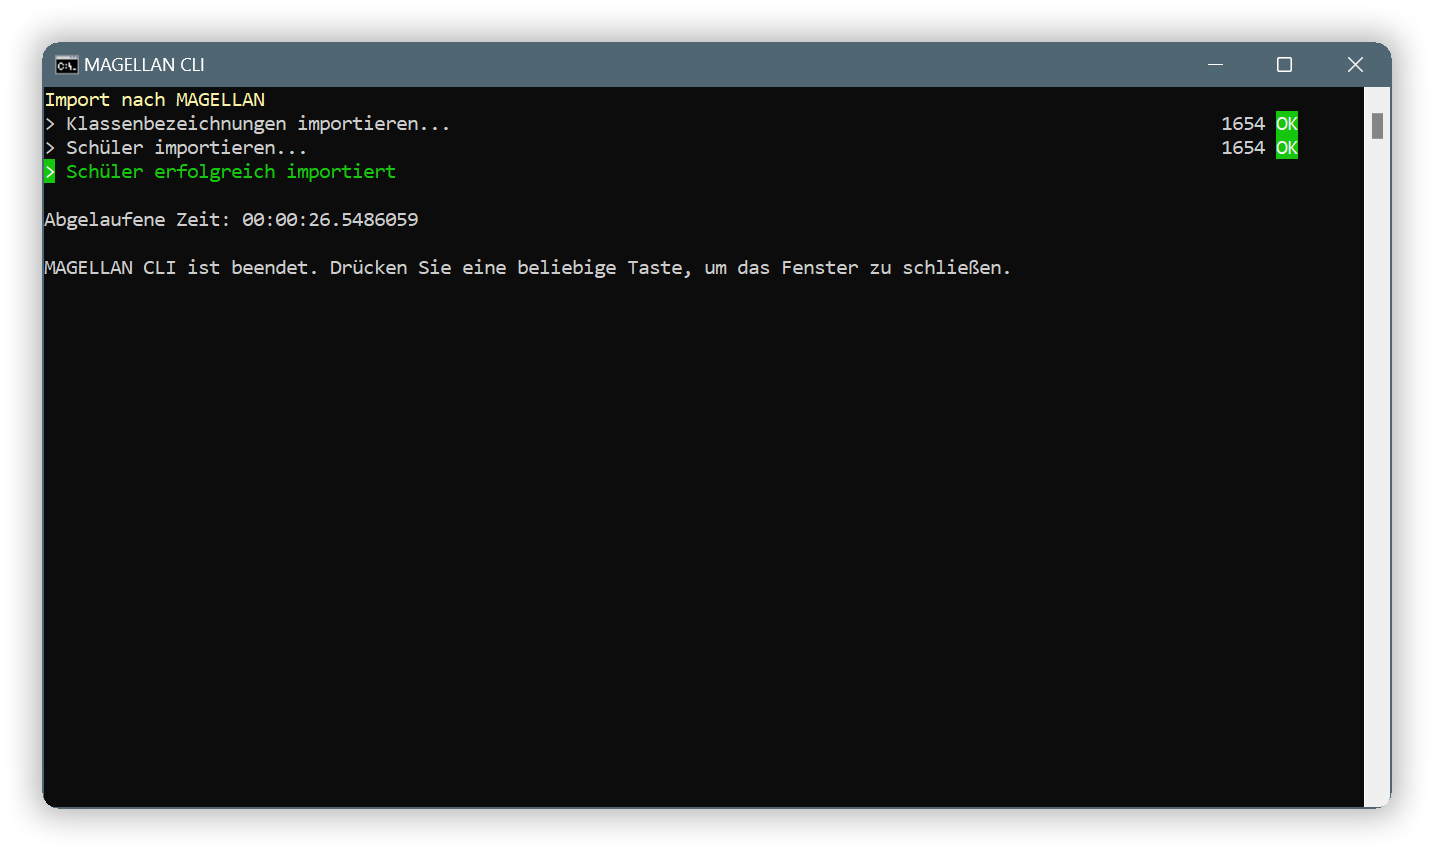 MAGELLAN CLI
Import nach MAGELLAN
> Klassenbezeichnungen importieren... 1654 OK
> Schüler importieren... 1654 OK
> Schüler erfolgreich importiert
Abgelaufene Zeit: 00:00:26.5486059
MAGELLAN CLI ist beendet. Drücken Sie eine beliebige Taste, um das Fenster zu schließen.